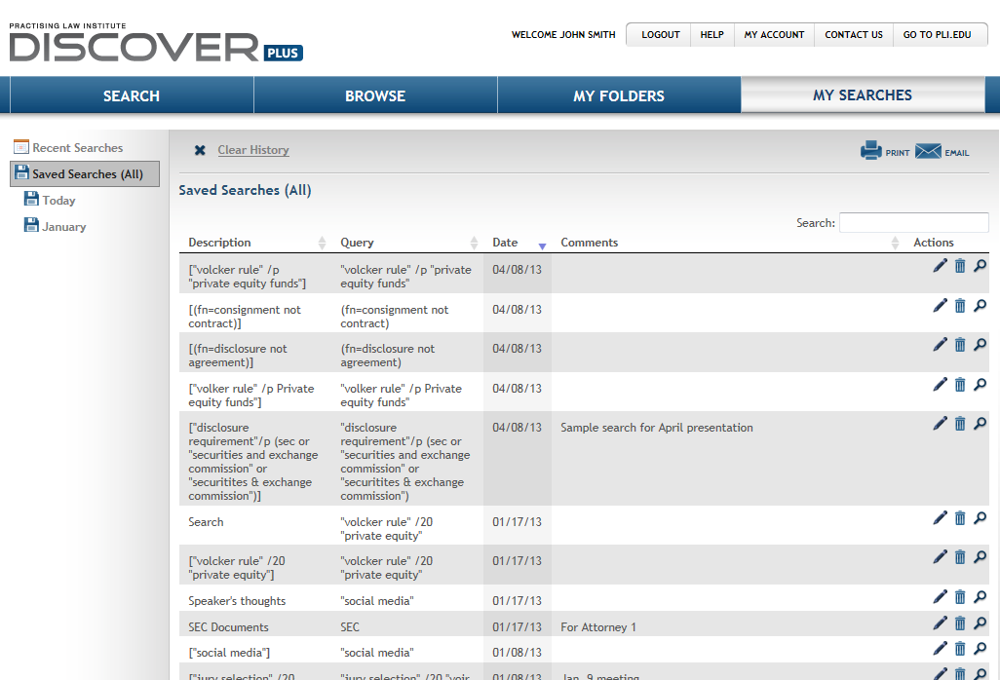 PRACTISING LAW INSTITUTE
DISCOVER PLUS
WELCOME JOHN SMITH
LOGOUT HELP MY ACCOUNT CONTACT US GO TO PLI.EDU
SEARCH BROWSE MY FOLDERS MY SEARCHES
Recent Searches
Saved Searches (All)
Today
January
Clear History
PRINT EMAIL
Saved Searches (All)
Search:
Description Query Date Comments Actions
["volcker rule" /p "volcker rule" /p "private 04/08/13
"private equity funds"] equity funds"
[(fn=consignment not (fn=consignment not 04/08/13
contract)] contract)
[(fn=disclosure not (fn=disclosure not 04/08/13
agreement)] agreement)
["volker rule" /p Private "volker rule" /p Private 04/08/13
equity funds"] equity funds"
["disclosure "disclosure 04/08/13 Sample search for April presentation
requirement"/p (sec or requirement"/p (sec or
"securities and exchange "securities and exchange
commission" or commission" or
"securitites & exchange "securitites & exchange
commission")] commission")
Search "volcker rule" /20 01/17/13
"private equity"
["volcker rule" /20 "volcker rule" /20 01/17/13
"private equity"] "private equity"
Speaker's thoughts "social media" 01/17/13
SEC Documents SEC 01/17/13 For Attorney 1
["social media"] "social media" 01/08/13
["jury selection" /20 "jury selection" /20 "voir 01/08/13 Jan. 9 meeting